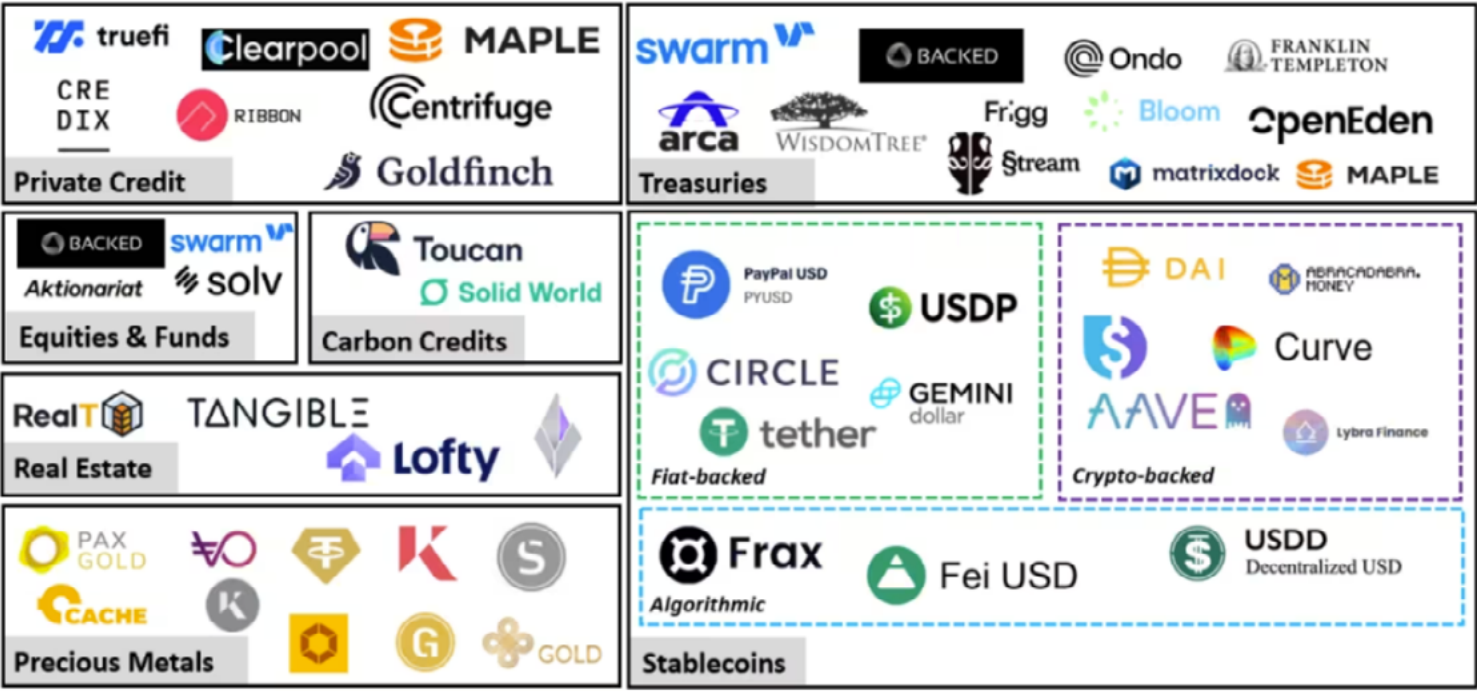 truefi
Clearpool
MAPLE
CRE
DIX
RIBBON
Centrifuge
Goldfinch
Private Credit
swarm
BACKED
Ondo
FRANKLIN
TEMPLETON
arca
WISDOMTREE®
Frigg
Bloom
OpenEden
Stream
matrixdock
MAPLE
Treasuries
BACKED
swarm
Aktionariat
solv
Equities & Funds
Toucan
Solid World
Carbon Credits
RealT
TANGIBLE
Lofty
Real Estate
PAX
GOLD
VO
T
K
S
CACHE
K
G
GOLD
Precious Metals
PayPal USD
PYUSD
USDP
CIRCLE
GEMINI
dollar
tether
Fiat-backed
DAI
ABRACADABRA.
MONEY
Curve
AAVE
Lybra Finance
Crypto-backed
Frax
Fei USD
USDD
Decentralized USD
Algorithmic
Stablecoins